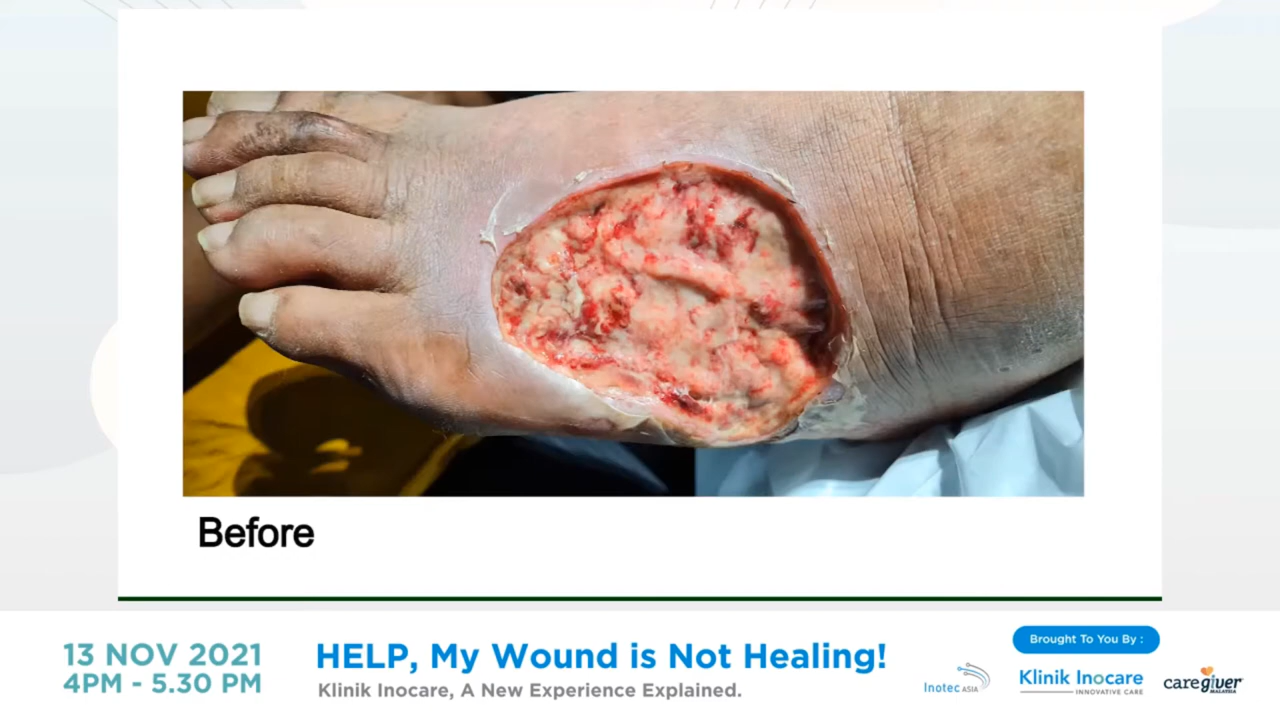 Before
13 NOV 2021
4PM - 5.30 PM
HELP, My Wound is Not Healing!
Klinik Inocare, A New Experience Explained.
Brought To You By :
Inotec ASIA
Klinik Inocare
INNOVATIVE CARE
caregiver
MALAYSIA